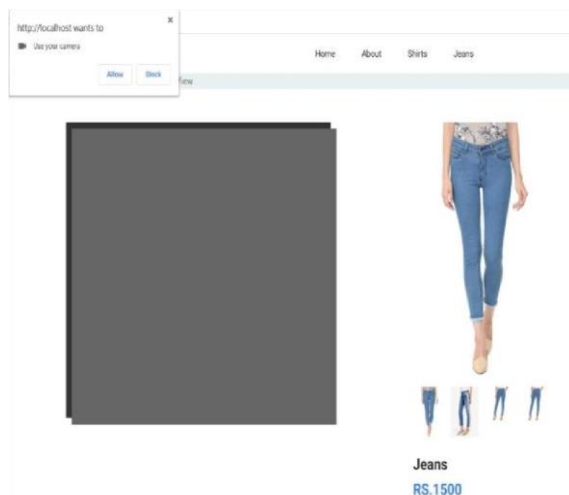 http://localhost wants to
x
Use your camera
Allow Block
Home About Shirts Jeans
View
Jeans
RS.1500